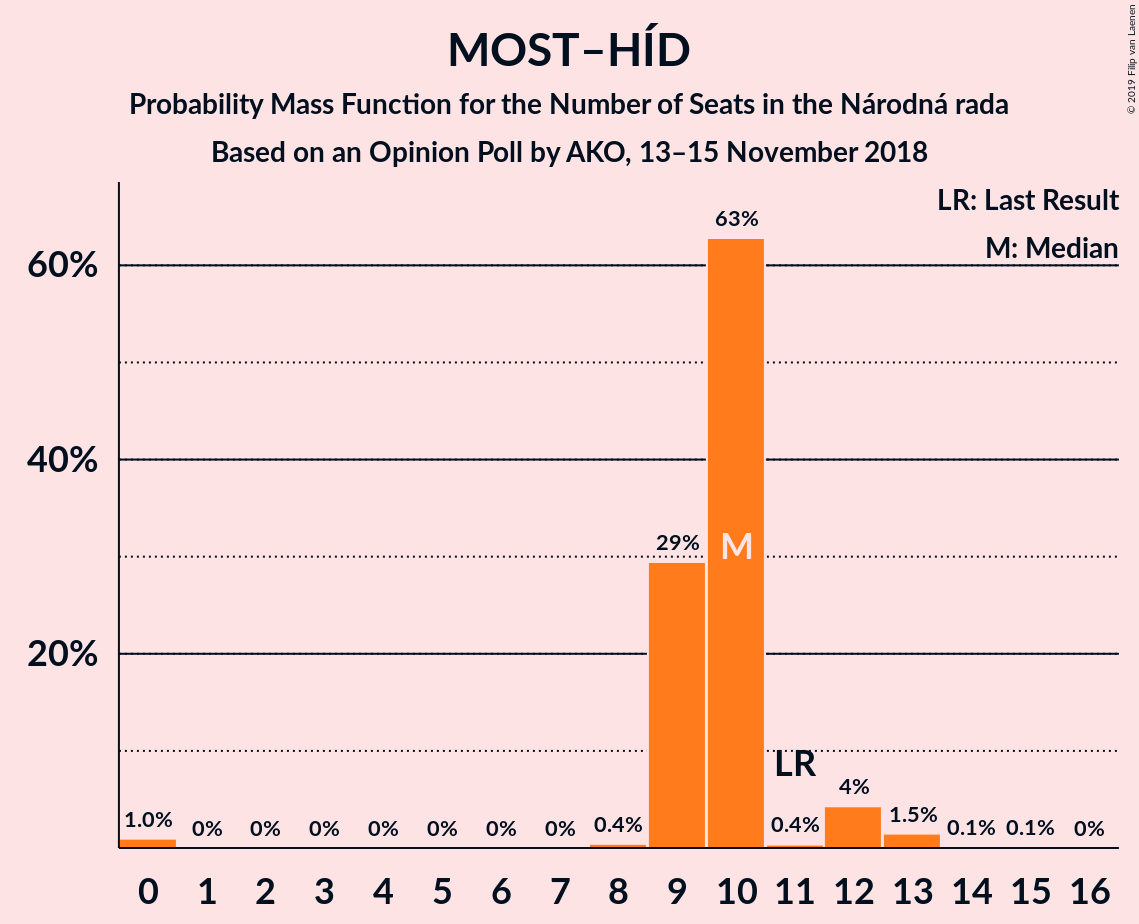 MOST–HÍD
Probability Mass Function for the Number of Seats in the Národná rada
Based on an Opinion Poll by AKO, 13–15 November 2018
© 2019 Filip van Laenen
LR: Last Result
M: Median
60%
40%
20%
1.0% 0% 0% 0% 0% 0% 0% 0% 0.4% 29% 63% 0.4% 4% 1.5% 0.1% 0.1% 0%
M
LR
0 1 2 3 4 5 6 7 8 9 10 11 12 13 14 15 16